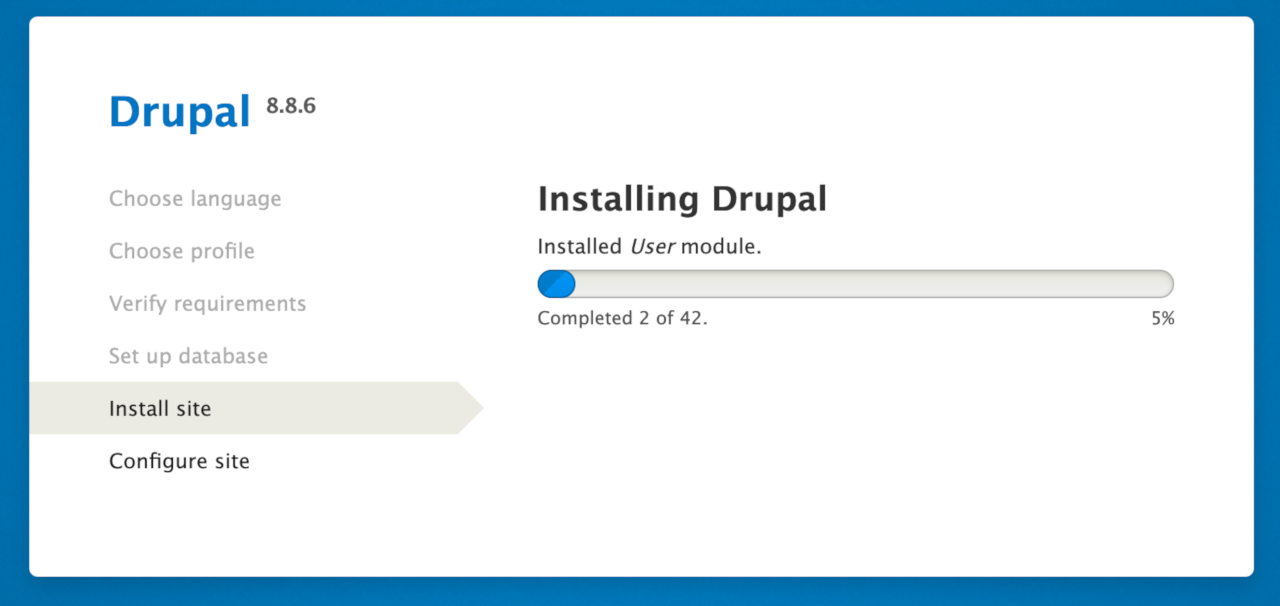 Drupal 8.8.6
Choose language
Choose profile
Verify requirements
Set up database
Install site
Configure site
Installing Drupal
Installed User module.
Completed 2 of 42.
5%